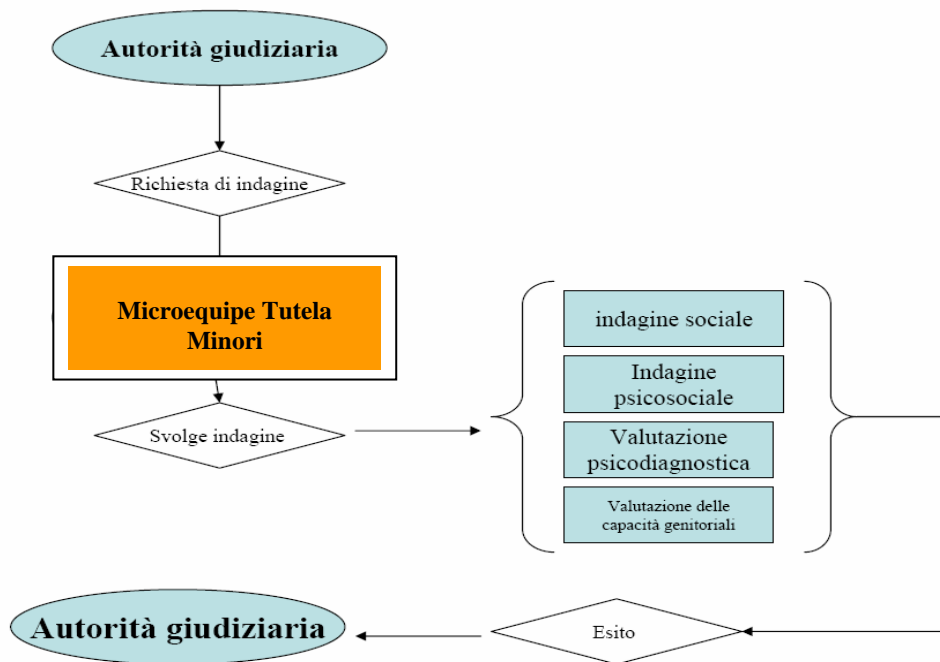 Autorità giudiziaria
Richiesta di indagine
Microequipe Tutela
Minori
Svolge indagine
indagine sociale
Indagine
psicosociale
Valutazione
psicodiagnostica
Valutazione delle
capacità genitoriali
Esito
Autorità giudiziaria